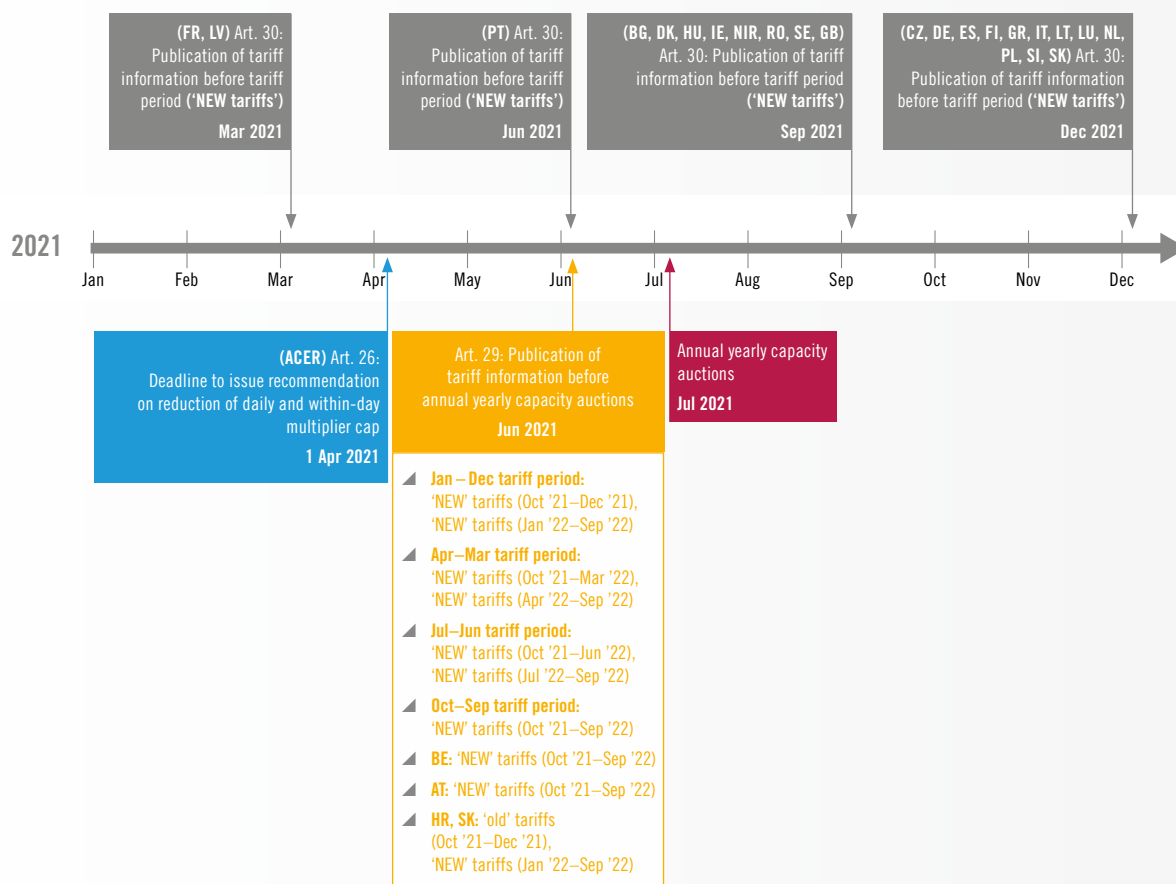 (FR, LV) Art. 30:
Publication of tariff
information before tariff
period (‘NEW tariffs’)
Mar 2021
(PT) Art. 30:
Publication of tariff
information before tariff
period (‘NEW tariffs’)
Jun 2021
(BG, DK, HU, IE, NIR, RO, SE, GB)
Art. 30: Publication of tariff
information before tariff period
(‘NEW tariffs’)
Sep 2021
(CZ, DE, ES, FI, GR, IT, LT, LU, NL,
PL, SI, SK) Art. 30:
Publication of tariff information
before tariff period (‘NEW tariffs’)
Dec 2021
2021
Jan
Feb
Mar
Apr
May
Jun
Jul
Aug
Sep
Oct
Nov
Dec
(ACER) Art. 26:
Deadline to issue recommendation
on reduction of daily and within-day
multiplier cap
1 Apr 2021
Art. 29: Publication of
tariff information before
annual yearly capacity auctions
Jun 2021
Jan – Dec tariff period:
‘NEW’ tariffs (Oct ’21–Dec ’21),
‘NEW’ tariffs (Jan ’22–Sep ’22)
Apr–Mar tariff period:
‘NEW’ tariffs (Oct ’21–Mar ’22),
‘NEW’ tariffs (Apr ’22–Sep ’22)
Jul–Jun tariff period:
‘NEW’ tariffs (Oct ’21–Jun ’22),
‘NEW’ tariffs (Jul ’22–Sep ’22)
Oct–Sep tariff period:
‘NEW’ tariffs (Oct ’21–Sep ’22)
BE: ‘NEW’ tariffs (Oct ’21–Sep ’22)
AT: ‘NEW’ tariffs (Oct ’21–Sep ’22)
HR, SK: ‘old’ tariffs
(Oct ’21–Dec ’21),
‘NEW’ tariffs (Jan ’22–Sep ’22)
Annual yearly capacity
auctions
Jul 2021